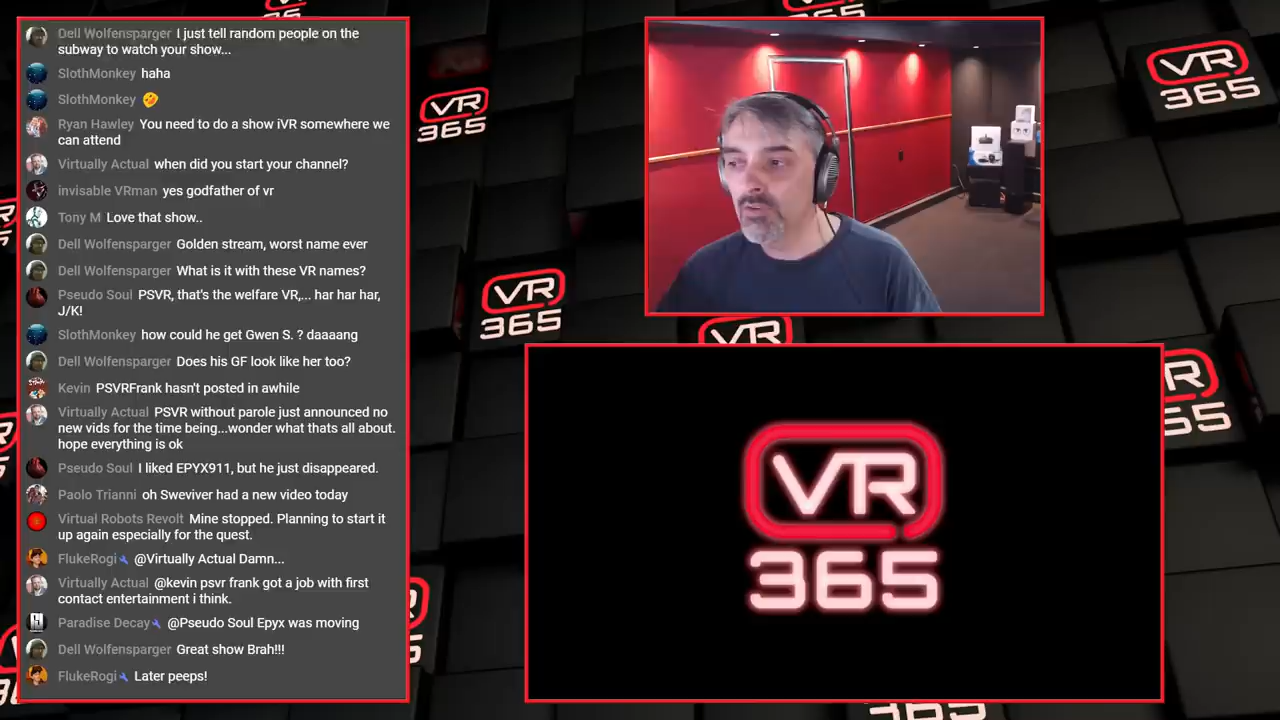 Dell Wolfensparger I just tell random people on the
subway to watch your show...
SlothMonkey haha
SlothMonkey 🤣
Ryan Hawley You need to do a show iVR somewhere we
can attend
Virtually Actual when did you start your channel?
invisable VRman yes godfather of vr
Tony M Love that show..
Dell Wolfensparger Golden stream, worst name ever
Dell Wolfensparger What is it with these VR names?
Pseudo Soul PSVR, that's the welfare VR,... har har har,
J/K!
SlothMonkey how could he get Gwen S. ? daaaang
Dell Wolfensparger Does his GF look like her too?
Kevin PSVRFrank hasn't posted in awhile
Virtually Actual PSVR without parole just announced no
new vids for the time being...wonder what thats all about.
hope everything is ok
Pseudo Soul I liked EPYX911, but he just disappeared.
Paolo Trianni oh Sweviver had a new video today
Virtual Robots Revolt Mine stopped. Planning to start it
up again especially for the quest.
FlukeRogi @Virtually Actual Damn...
Virtually Actual @kevin psvr frank got a job with first
contact entertainment i think.
Paradise Decay @Pseudo Soul Epyx was moving
Dell Wolfensparger Great show Brah!!!
FlukeRogi Later peeps!
VR
365
VR
365
VR
365
VR
VR
365